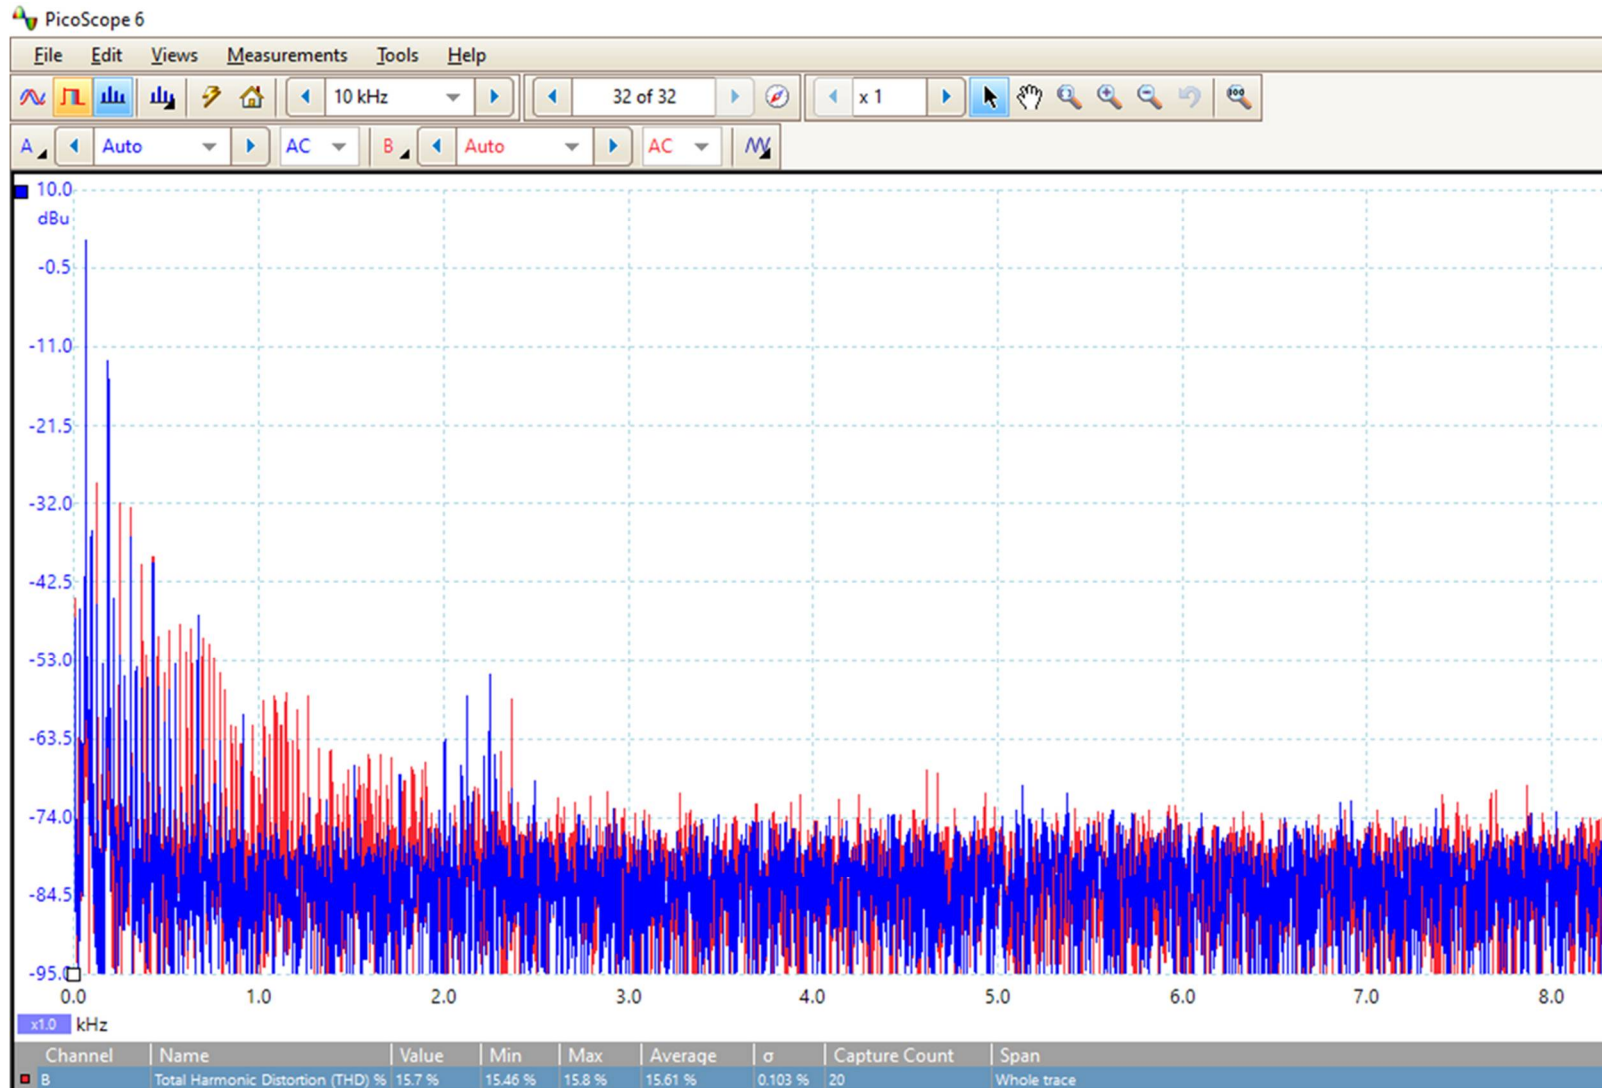 PicoScope 6
File Edit Views Measurements Tools Help
10 kHz 32 of 32 x 1
A Auto AC B Auto AC
10.0
dBu
-0.5
-11.0
-21.5
-32.0
-42.5
-53.0
-63.5
-74.0
-84.5
-95.0
0.0 1.0 2.0 3.0 4.0 5.0 6.0 7.0 8.0
x1.0 kHz
Channel Name Value Min Max Average σ Capture Count Span
B Total Harmonic Distortion (THD) % 15.7 % 15.46 % 15.8 % 15.61 % 0.103 % 20 Whole trace